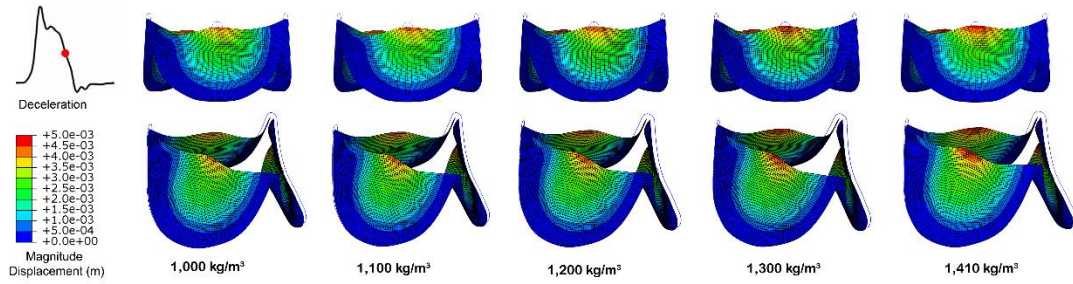 Deceleration
+5.0e-03
+4.5e-03
+4.0e-03
+3.5e-03
+3.0e-03
+2.5e-03
+2.0e-03
+1.5e-03
+1.0e-03
+5.0e-04
+0.0e+00
Magnitude
Displacement (m)
1,000 kg/m³
1,100 kg/m³
1,200 kg/m³
1,300 kg/m³
1,410 kg/m³